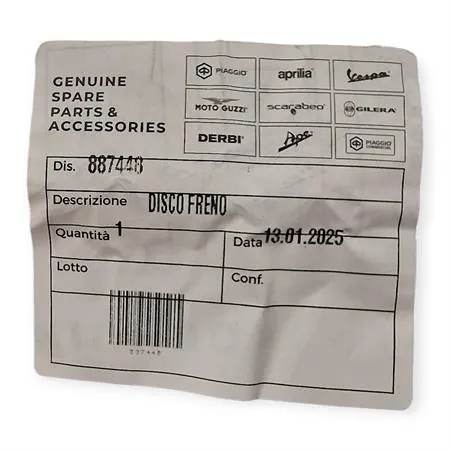 GENUINE
SPARE
PARTS &
ACCESSORIES
PIAGGIO aprilia Vespa
MOTO GUZZI scarabeo GILERA
DERBI Ape PIAGGIO COMMERCIAL
Dis. 887448
Descrizione DISCO FRENO
Quantità 1 Data 13.01.2025
Lotto Conf.
887448